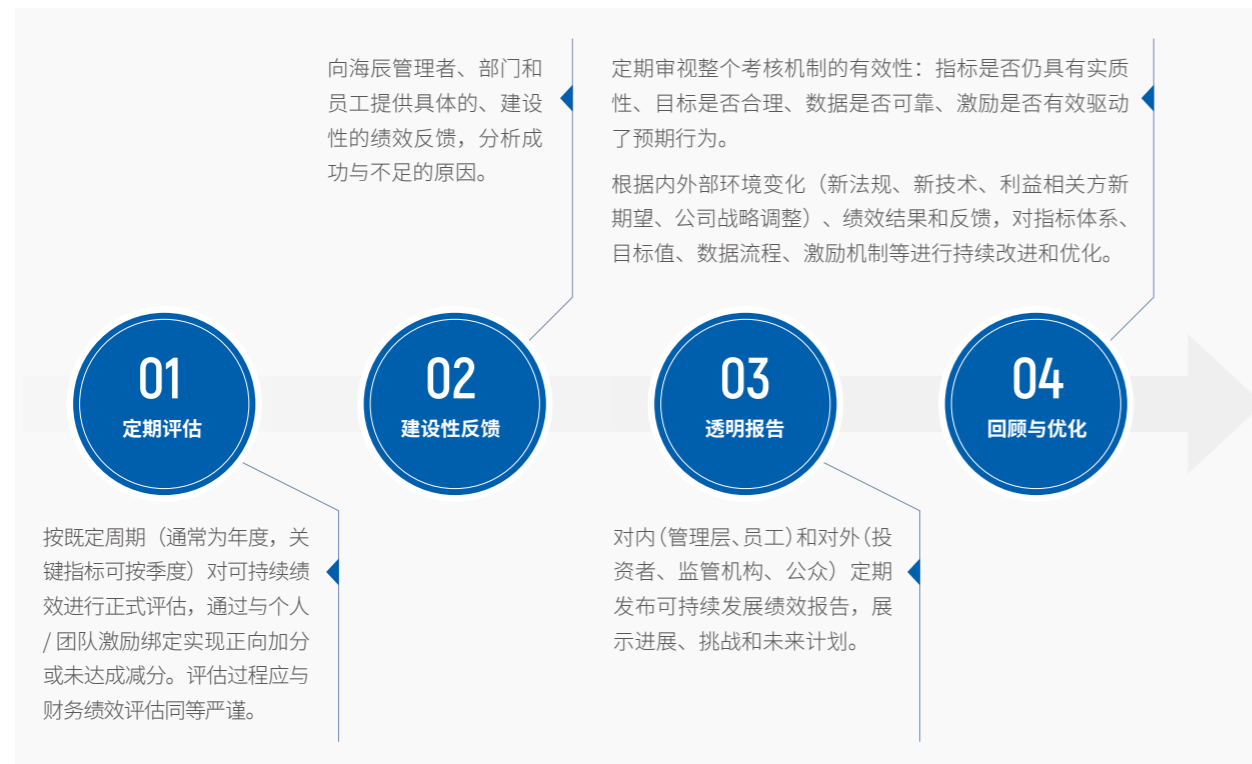 向海辰管理者、部门和
员工提供具体的、建设
性的绩效反馈，分析成
功与不足的原因。
定期审视整个考核机制的有效性：指标是否仍具有实质
性、目标是否合理、数据是否可靠、激励是否有效驱动
了预期行为。
根据内外部环境变化（新法规、新技术、利益相关方新
期望、公司战略调整）、绩效结果和反馈，对指标体系、
目标值、数据流程、激励机制等进行持续改进和优化。
01
定期评估
02
建设性反馈
03
透明报告
04
回顾与优化
按既定周期（通常为年度，关
键指标可按季度）对可持续绩
效进行正式评估，通过与个人
/ 团队激励绑定实现正向加分
或未达成减分。评估过程应与
财务绩效评估同等严谨。
对内（管理层、员工）和对外（投
资者、监管机构、公众）定期
发布可持续发展绩效报告，展
示进展、挑战和未来计划。